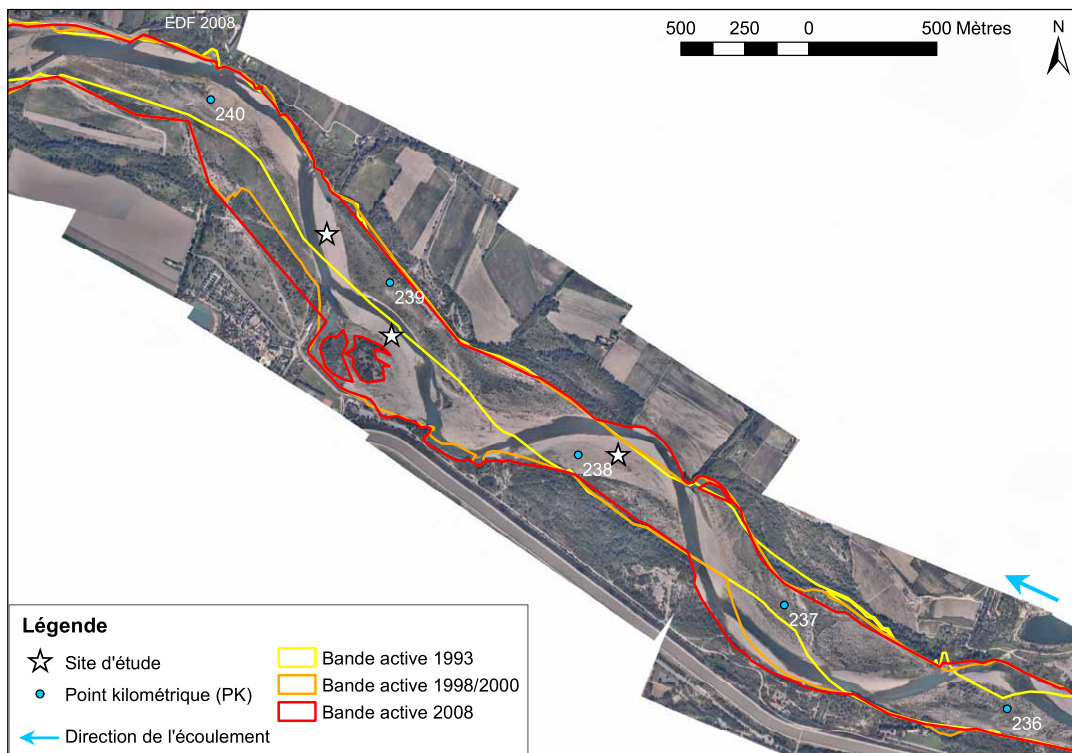 EDF 2008
500 250 0 500 Mètres
N
240
239
238
237
236
Légende
Site d'étude
Point kilométrique (PK)
Direction de l'écoulement
Bande active 1993
Bande active 1998/2000
Bande active 2008